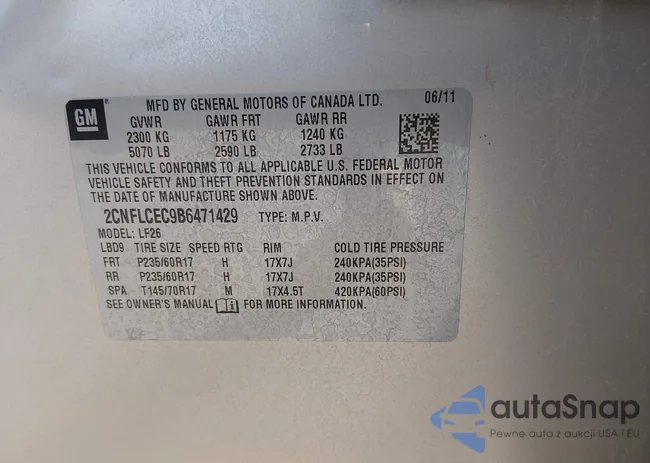 GM
MFD BY GENERAL MOTORS OF CANADA LTD. 06/11
GVWR GAWR FRT GAWR RR
2300 KG 1175 KG 1240 KG
5070 LB 2590 LB 2733 LB
THIS VEHICLE CONFORMS TO ALL APPLICABLE U.S. FEDERAL MOTOR
VEHICLE SAFETY AND THEFT PREVENTION STANDARDS IN EFFECT ON
THE DATE OF MANUFACTURE SHOWN ABOVE.
2CNFLCEC9B6471429 TYPE: M.P.V.
MODEL: LF26
LBD9 TIRE SIZE SPEED RTG RIM COLD TIRE PRESSURE
FRT P235/60R17 H 17X7J 240KPA(35PSI)
RR P235/60R17 H 17X7J 240KPA(35PSI)
SPA T145/70R17 M 17X4.5T 420KPA(60PSI)
SEE OWNER'S MANUAL FOR MORE INFORMATION.
autaSnap
Pewne auta z aukcji USA i EU